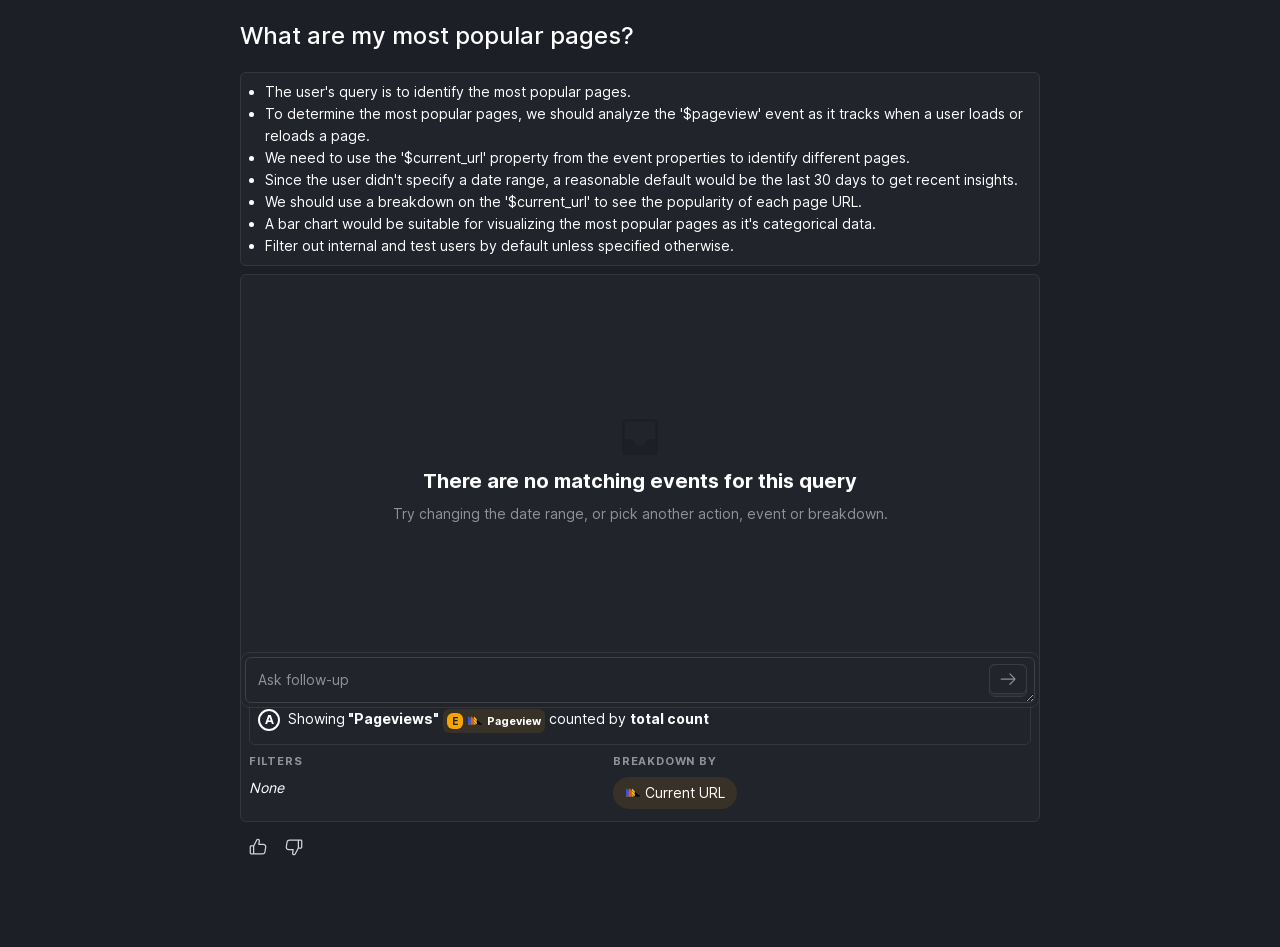 What are my most popular pages?
The user's query is to identify the most popular pages.
To determine the most popular pages, we should analyze the '$pageview' event as it tracks when a user loads or
reloads a page.
We need to use the '$current_url' property from the event properties to identify different pages.
Since the user didn't specify a date range, a reasonable default would be the last 30 days to get recent insights.
We should use a breakdown on the '$current_url' to see the popularity of each page URL.
A bar chart would be suitable for visualizing the most popular pages as it's categorical data.
Filter out internal and test users by default unless specified otherwise.
There are no matching events for this query
Try changing the date range, or pick another action, event or breakdown.
Ask follow-up
A Showing "Pageviews" E Pageview counted by total count
FILTERS BREAKDOWN BY
None Current URL